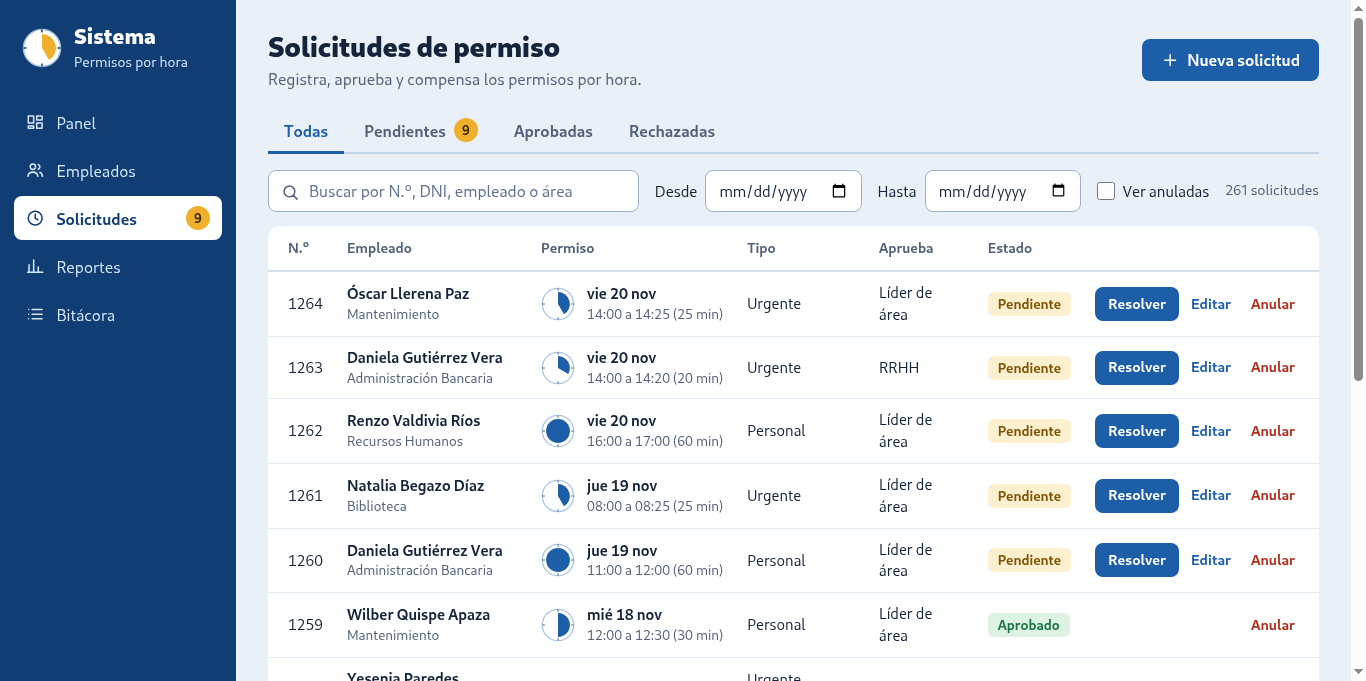 Sistema
Permisos por hora
Panel
Empleados
Solicitudes 9
Reportes
Bitácora
Solicitudes de permiso
Registra, aprueba y compensa los permisos por hora.
+ Nueva solicitud
Todas Pendientes 9 Aprobadas Rechazadas
Buscar por N.º, DNI, empleado o área Desde mm/dd/yyyy Hasta mm/dd/yyyy Ver anuladas 261 solicitudes
N.º Empleado Permiso Tipo Aprueba Estado
1264 Óscar Llerena Paz
Mantenimiento
vie 20 nov
14:00 a 14:25 (25 min)
Urgente
Líder de
área
Pendiente Resolver Editar Anular
1263 Daniela Gutiérrez Vera
Administración Bancaria
vie 20 nov
14:00 a 14:20 (20 min)
Urgente
RRHH
Pendiente Resolver Editar Anular
1262 Renzo Valdivia Ríos
Recursos Humanos
vie 20 nov
16:00 a 17:00 (60 min)
Personal
Líder de
área
Pendiente Resolver Editar Anular
1261 Natalia Begazo Díaz
Biblioteca
jue 19 nov
08:00 a 08:25 (25 min)
Urgente
Líder de
área
Pendiente Resolver Editar Anular
1260 Daniela Gutiérrez Vera
Administración Bancaria
jue 19 nov
11:00 a 12:00 (60 min)
Personal
Líder de
área
Pendiente Resolver Editar Anular
1259 Wilber Quispe Apaza
Mantenimiento
mié 18 nov
12:00 a 12:30 (30 min)
Personal
Líder de
área
Aprobado Anular
Yesenia Paredes
Urgente